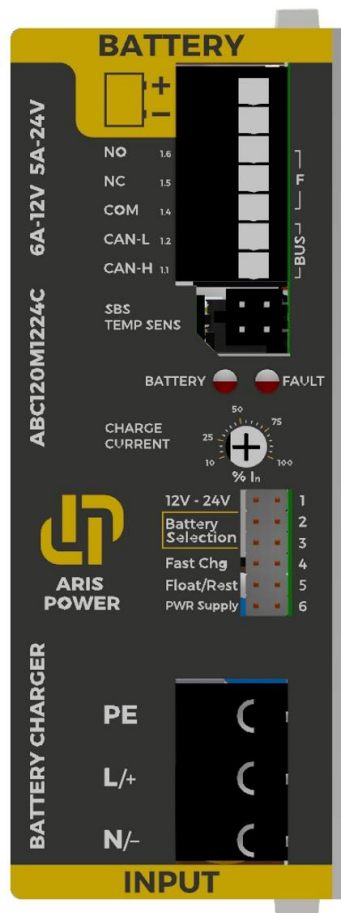 BATTERY
+
−
6A-12V 5A-24V
ABC120M1224C
BATTERY CHARGER
NO 1.6
NC 1.5
COM 1.4
CAN-L 1.2
CAN-H 1.1
F
BUS
SBS
TEMP SENS
BATTERY
FAULT
CHARGE
CURRENT
10 25 50 75 100
% In
12V - 24V 1
Battery 2
Selection 3
Fast Chg 4
Float/Rest 5
PWR Supply 6
ARIS
POWER
PE
L/+
N/-
INPUT